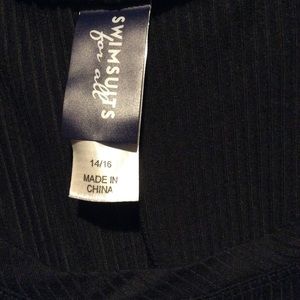 SWIMSUITS
for all
14/16
MADE IN
CHINA